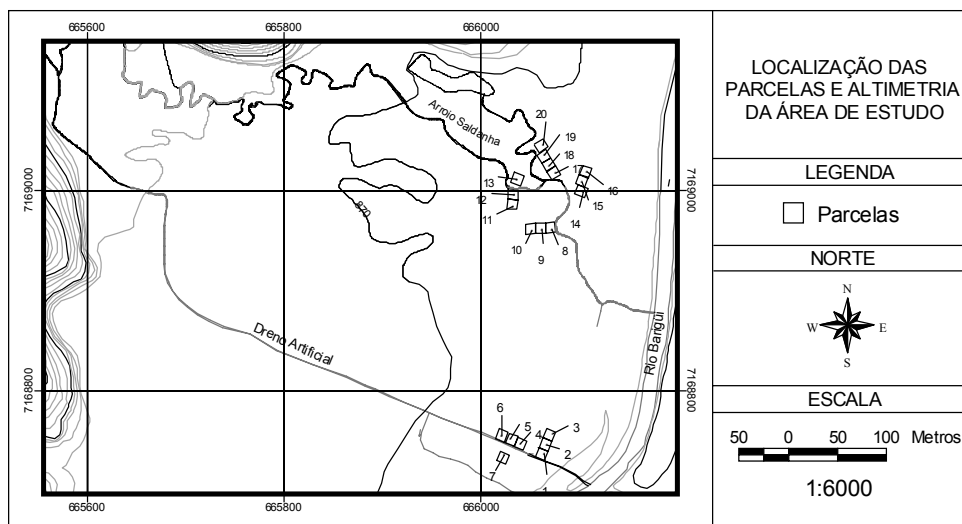 665600
665800
666000
7169000
7168800
7169000
7168800
665600
665800
666000
Arroio Saldanha
20
19
18
17
16
15
14
13
12
11
10
9
8
870
Dreno Artificial
Rio Barigüi
6
5
4
3
2
1
7
LOCALIZAÇÃO DAS
PARCELAS E ALTIMETRIA
DA ÁREA DE ESTUDO
LEGENDA
Parcelas
NORTE
N
W
E
S
ESCALA
50 0 50 100 Metros
1:6000